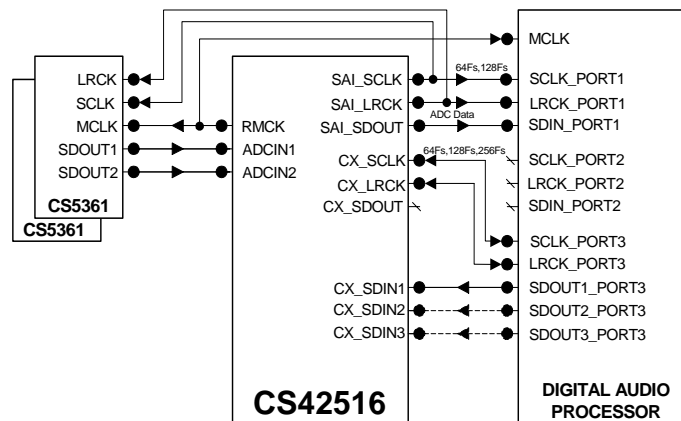 MCLK
64Fs,128Fs
LRCK
SAI_SCLK
SCLK_PORT1
SCLK
SAI_LRCK
LRCK_PORT1
ADC Data
MCLK
RMCK
SAI_SDOUT
SDIN_PORT1
SDOUT1
ADCIN1
CX_SCLK
64Fs,128Fs,256Fs
SCLK_PORT2
SDOUT2
ADCIN2
CX_LRCK
LRCK_PORT2
CS5361
CX_SDOUT
SDIN_PORT2
CS5361
SCLK_PORT3
LRCK_PORT3
CX_SDIN1
SDOUT1_PORT3
CX_SDIN2
SDOUT2_PORT3
CX_SDIN3
SDOUT3_PORT3
CS42516
DIGITAL AUDIO
PROCESSOR